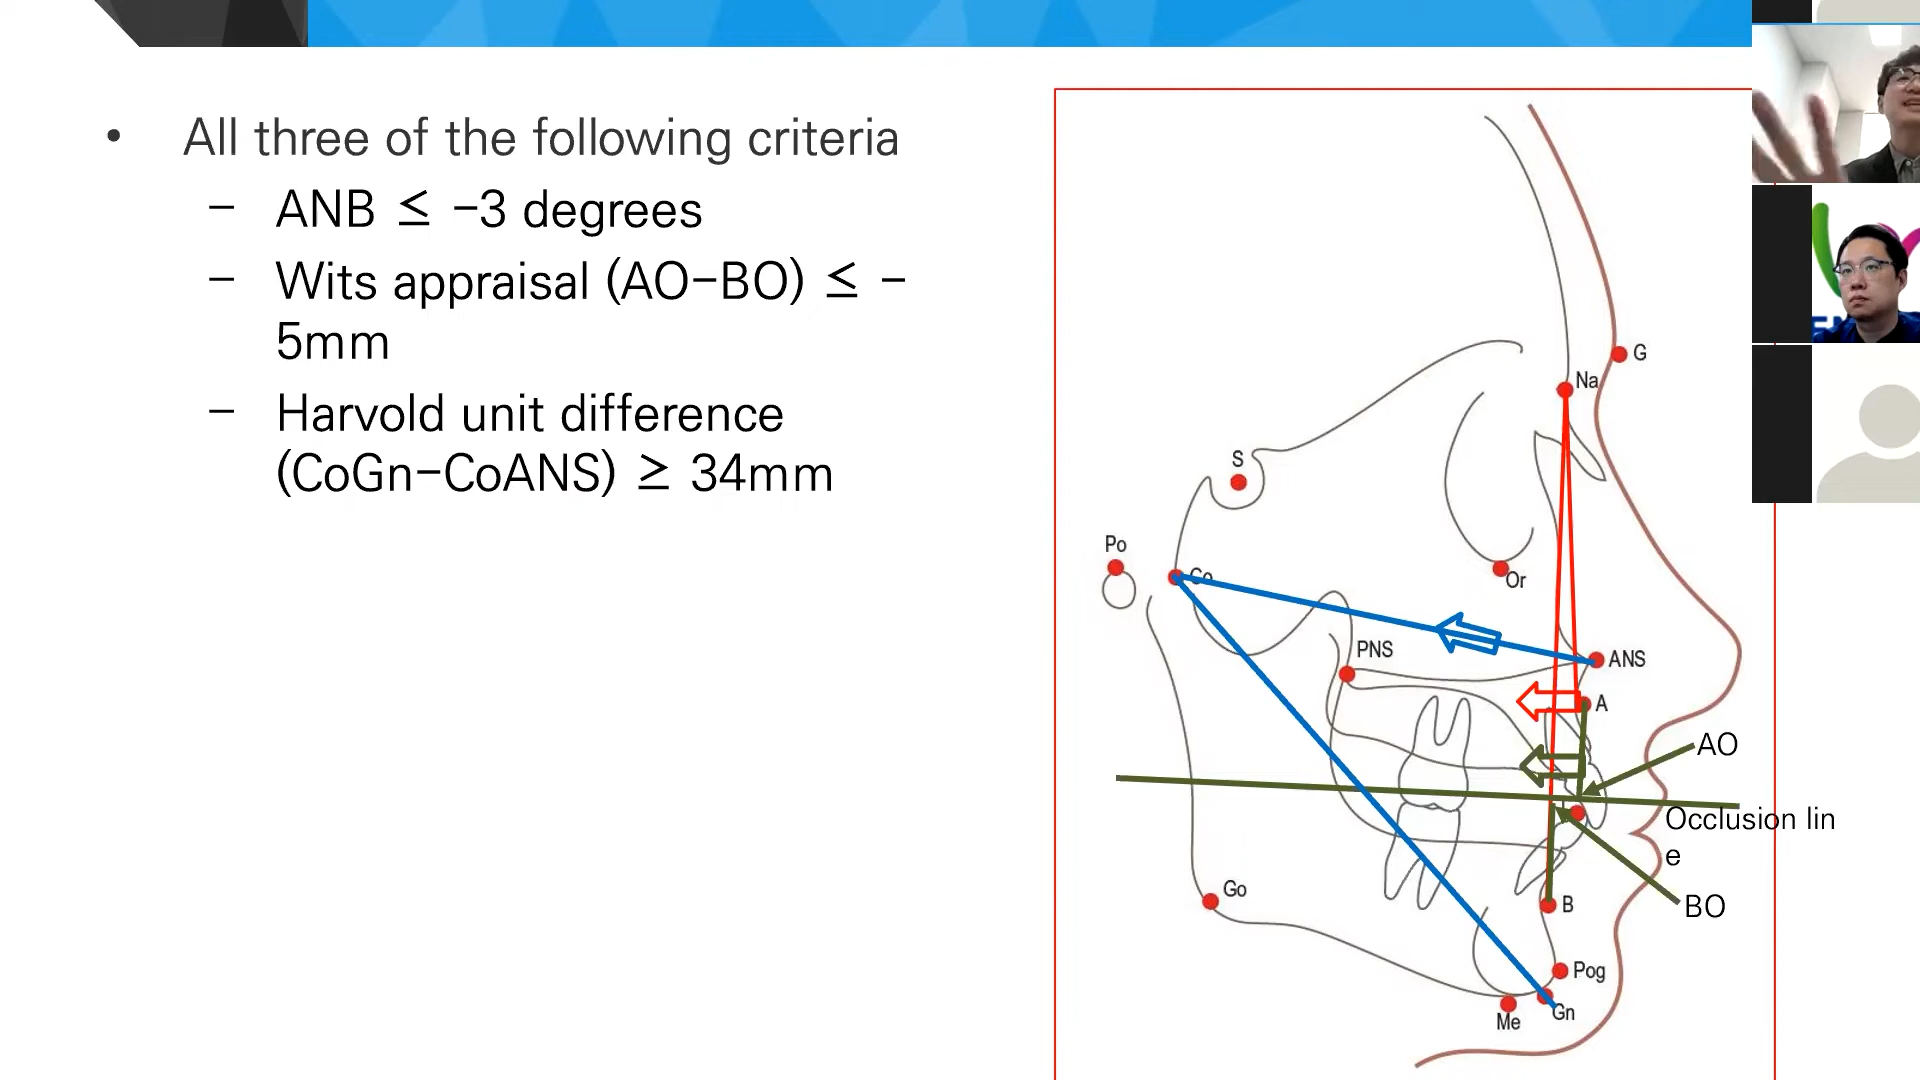 • All three of the following criteria
– ANB ≤ −3 degrees
– Wits appraisal (AO−BO) ≤ −
5mm
– Harvold unit difference
(CoGn−CoANS) ≥ 34mm
G
Na
S
Po
Co
Or
PNS
ANS
A
AO
Occlusion lin
e
Go
B
BO
Pog
Gn
Me